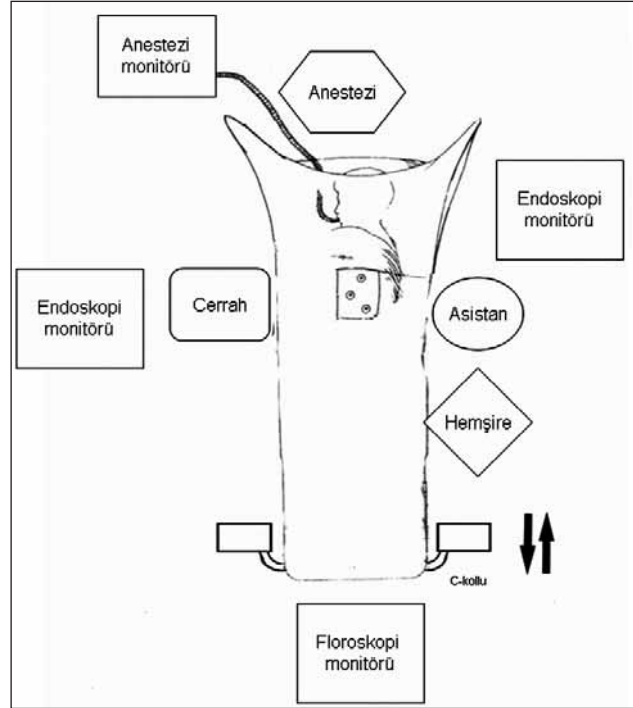 Anestezi
monitörü
Anestezi
Endoskopi
monitörü
Endoskopi
monitörü
Cerrah
Asistan
Hemşire
C-kollu
Floroskopi
monitörü